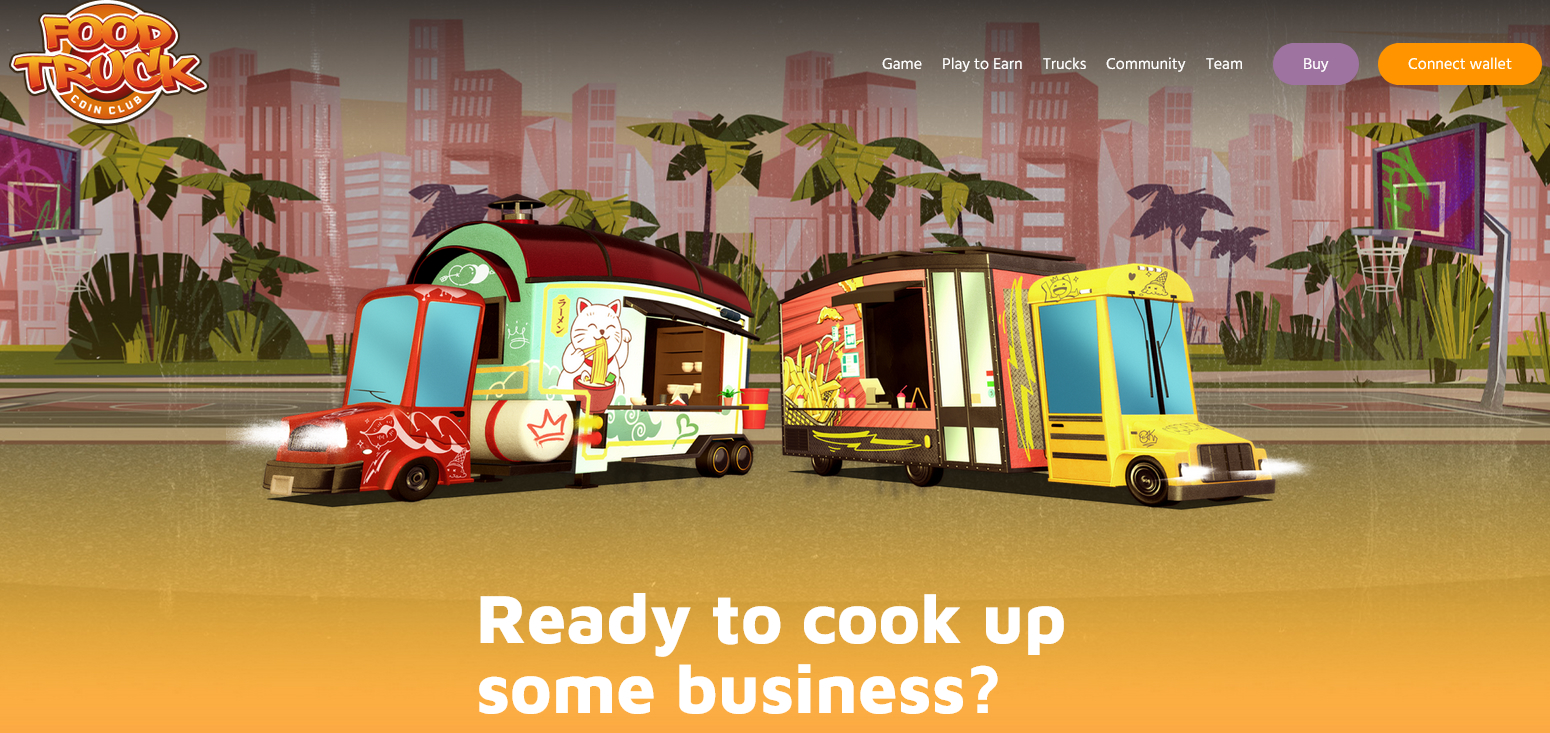 FOOD
TRUCK
COIN CLUB
Game Play to Earn Trucks Community Team Buy Connect wallet
ラーメン
Ready to cook up
some business?